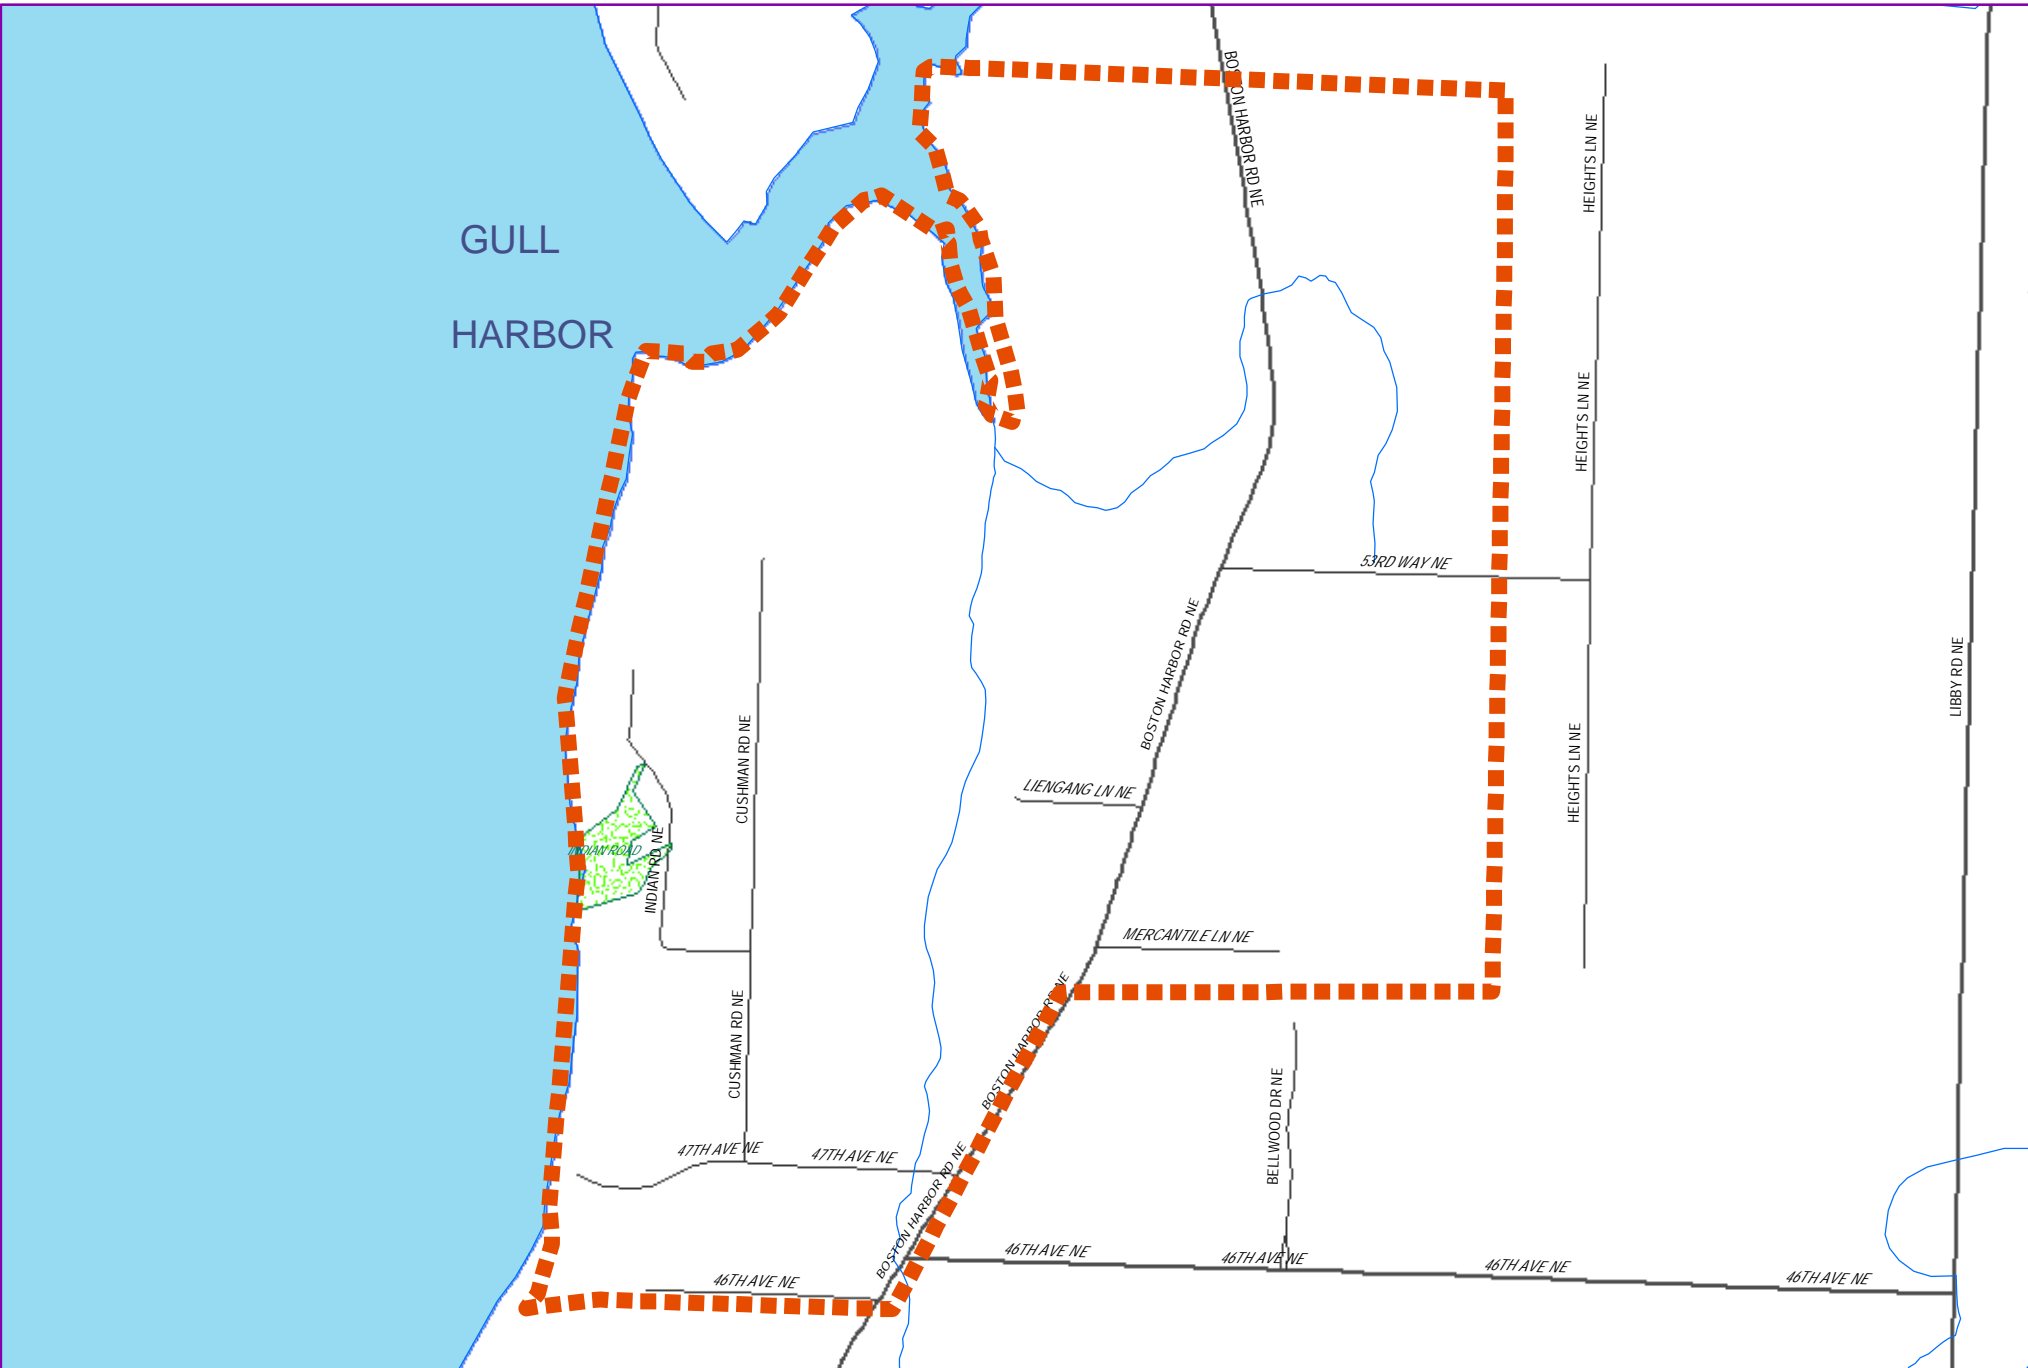 BOSTON HARBOR RD NE
HEIGHTS LN NE
GULL
HARBOR
HEIGHTS LN NE
53RD WAY NE
BOSTON HARBOR RD NE
LIBBY RD NE
CUSHMAN RD NE
HEIGHTS LN NE
LIENGANG LN NE
INDIAN ROAD
INDIAN RD NE
MERCANTILE LN NE
BOSTON HARBOR RD NE
CUSHMAN RD NE
BELLWOOD DR NE
47TH AVE NE
47TH AVE NE
BOSTON HARBOR RD NE
46TH AVE NE
46TH AVE NE
46TH AVE NE
46TH AVE NE
46TH AVE NE